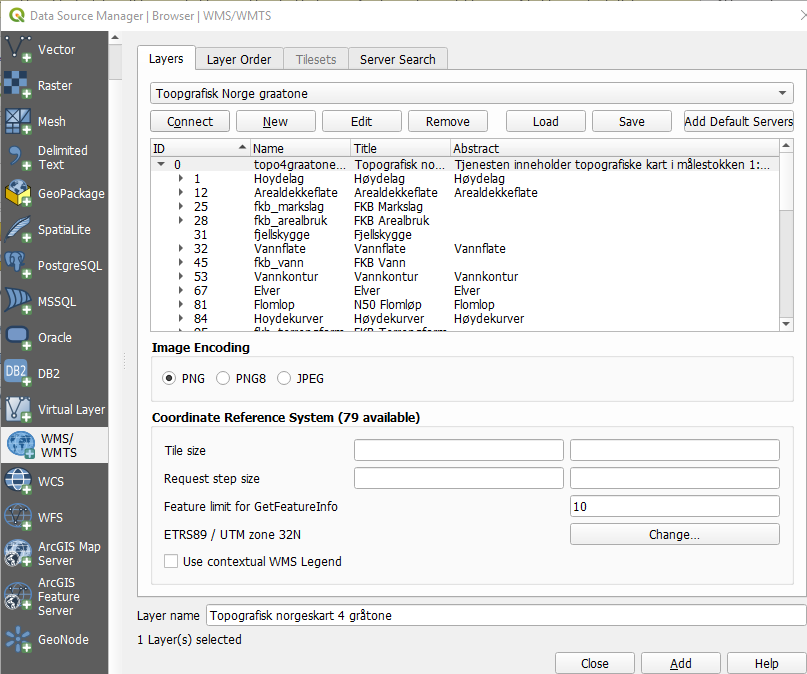 Data Source Manager | Browser | WMS/WMTS
Vector
Raster
Mesh
Delimited
Text
GeoPackage
SpatiaLite
PostgreSQL
MSSQL
Oracle
DB2
DB2
Virtual Layer
WMS/
WMTS
WCS
WFS
ArcGIS Map
Server
ArcGIS
Feature
Server
GeoNode
Layers Layer Order Tilesets Server Search
Toopgrafisk Norge graatone
Connect New Edit Remove Load Save Add Default Servers
ID Name Title Abstract
0 topo4graatone... Topografisk no... Tjenesten inneholder topografiske kart i målestokken 1:...
1 Hoydelag Høydelag Høydelag
12 Arealdekkeflate Arealdekkeflate Arealdekkeflate
25 fkb_markslag FKB Markslag
28 fkb_arealbruk FKB Arealbruk
31 fjellskygge Fjellskygge
32 Vannflate Vannflate Vannflate
45 fkb_vann FKB Vann
53 Vannkontur Vannkontur Vannkontur
67 Elver Elver Elver
81 Flomlop N50 Flomløp Flomlop
84 Hoydekurver Høydekurver Høydekurver
Image Encoding
PNG PNG8 JPEG
Coordinate Reference System (79 available)
Tile size
Request step size
Feature limit for GetFeatureInfo 10
ETRS89 / UTM zone 32N Change...
Use contextual WMS Legend
Layer name Topografisk norgeskart 4 gråtone
1 Layer(s) selected
Close Add Help